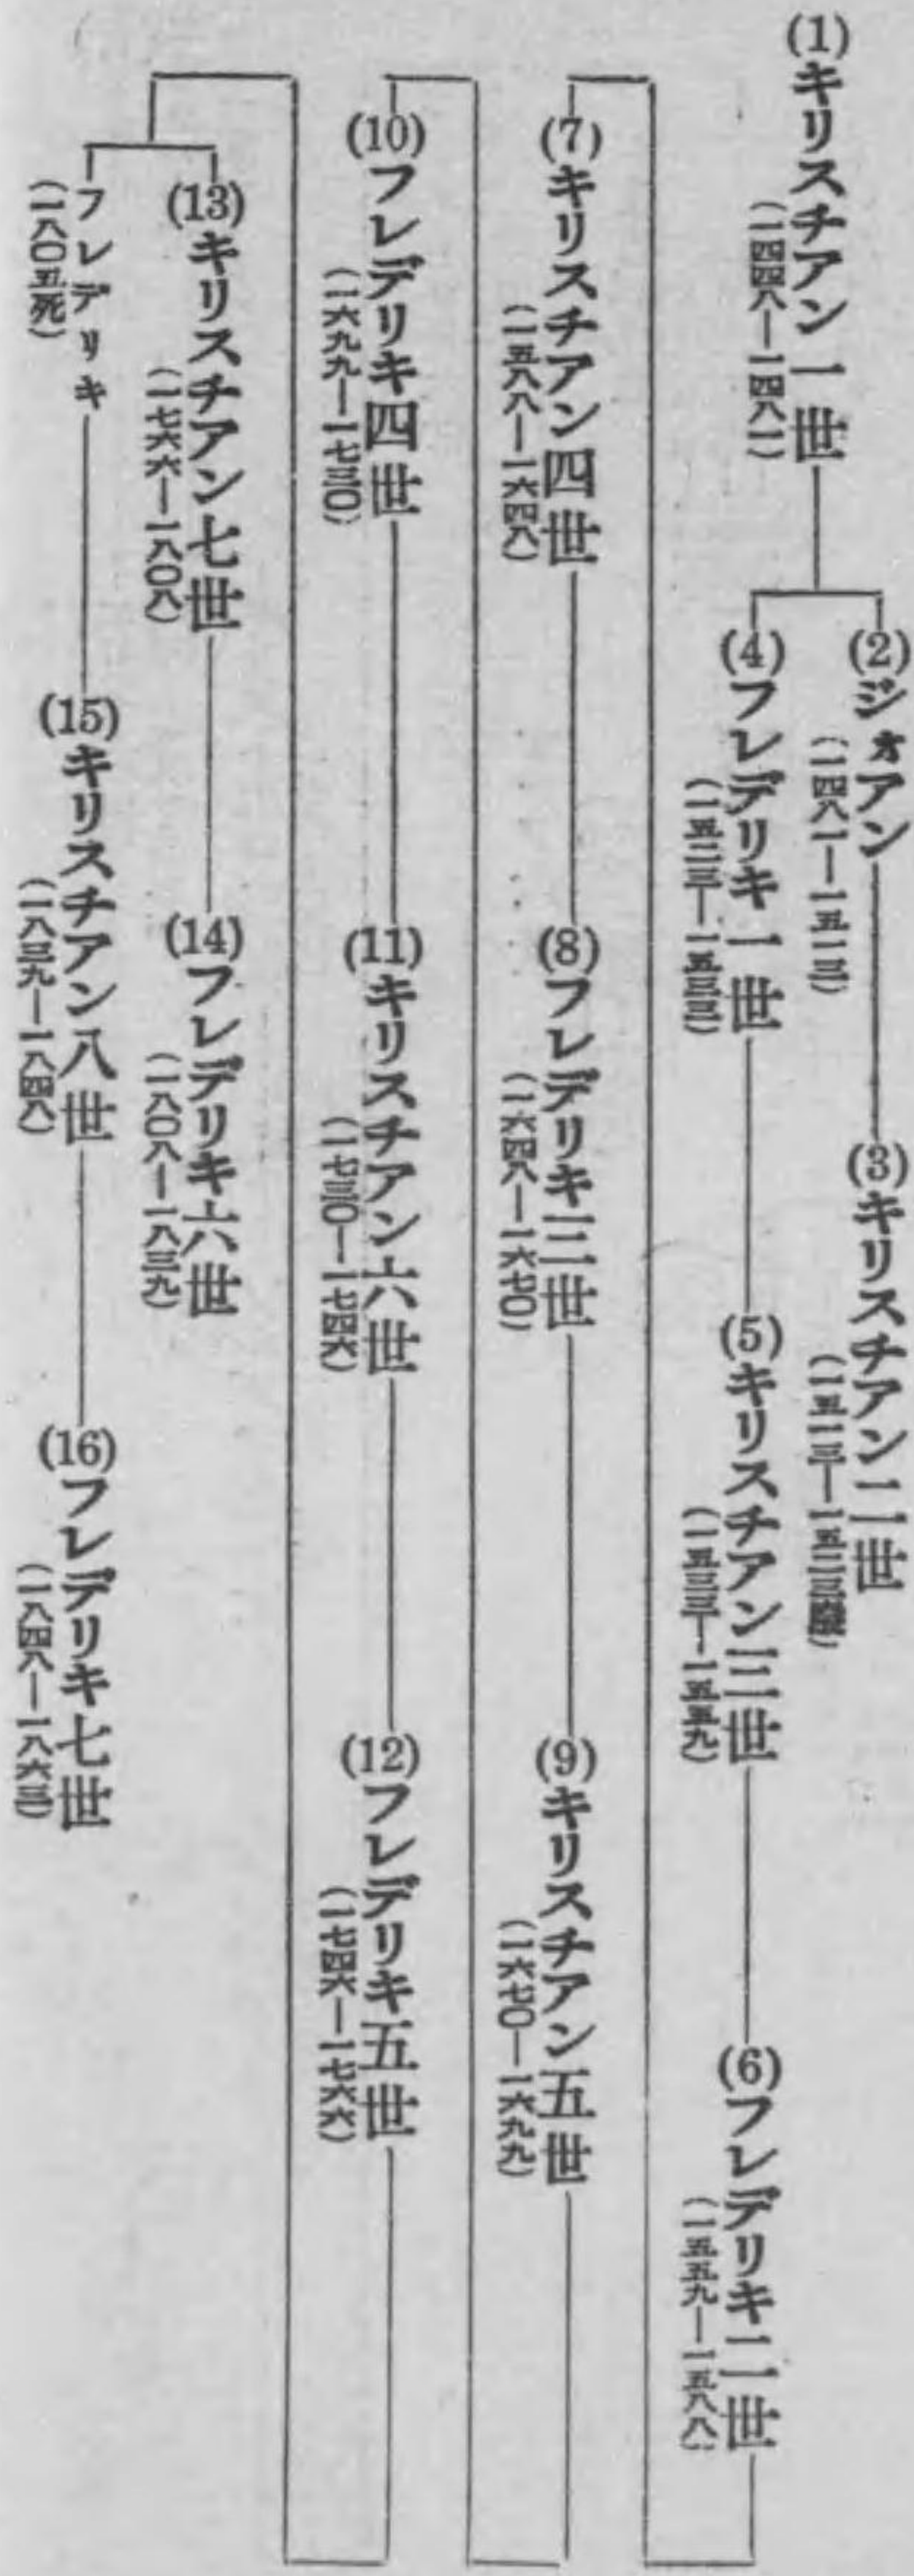 (1)キリスチアン一世
(一四四八—一四八一)
(2)ジォアン
(一四八一—一五一三)
(3)キリスチアン二世
(一五一三—一五二三廢)
(4)フレデリキ一世
(一五二三—一五三三)
(5)キリスチアン三世
(一五三三—一五五九)
(6)フレデリキ二世
(一五五九—一五八八)
(7)キリスチアン四世
(一五八八—一六四八)
(8)フレデリキ三世
(一六四八—一六七〇)
(9)キリスチアン五世
(一六七〇—一六九九)
(10)フレデリキ四世
(一六九九—一七三〇)
(11)キリスチアン六世
(一七三〇—一七四六)
(12)フレデリキ五世
(一七四六—一七六六)
(13)キリスチアン七世
(一七六六—一八〇八)
(14)フレデリキ六世
(一八〇八—一八三九)
フレデリキ
(一八〇五死)
(15)キリスチアン八世
(一八三九—一八四八)
(16)フレデリキ七世
(一八四八—一八六三)